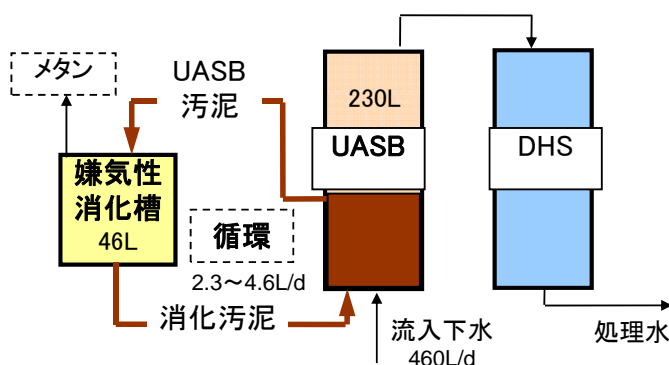 メタン
UASB
汚泥
230L
UASB
DHS
嫌気性
消化槽
46L
循環
2.3～4.6L/d
消化汚泥
流入下水
460L/d
処理水